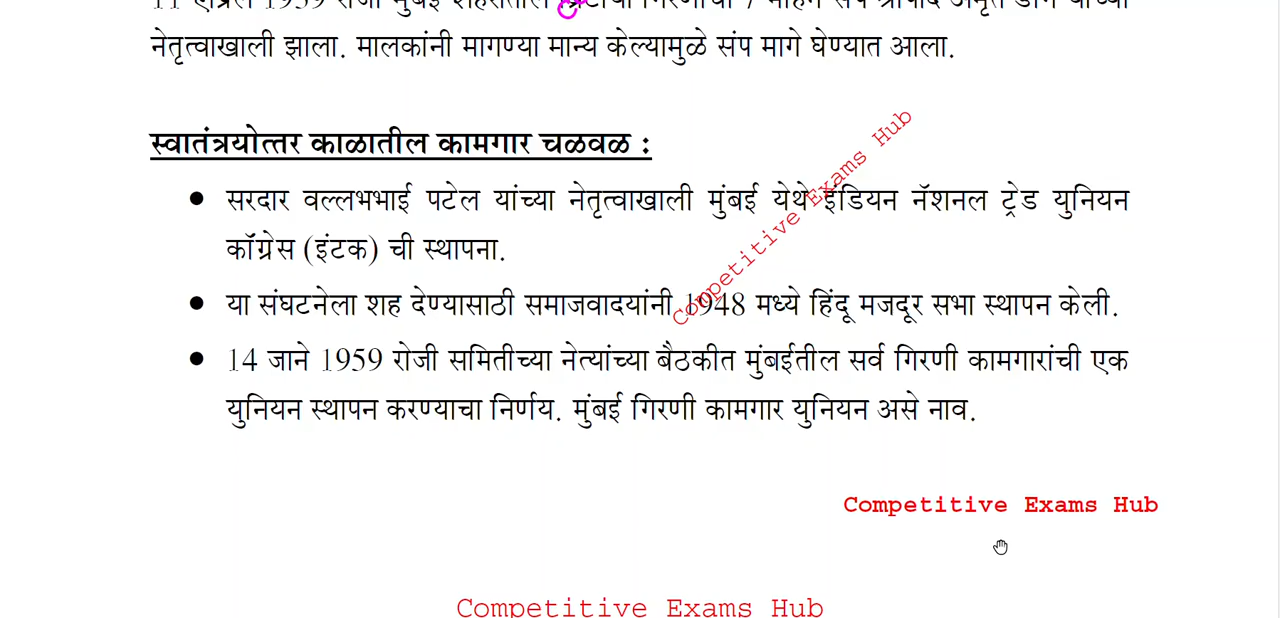 नेतृत्वाखाली झाला. मालकांनी मागण्या मान्य केल्यामुळे संप मागे घेण्यात आला.
स्वातंत्रयोत्तर काळातील कामगार चळवळ :
● सरदार वल्लभभाई पटेल यांच्या नेतृत्वाखाली मुंबई येथे इंडियन नॅशनल ट्रेड युनियन
काँग्रेस (इंटक) ची स्थापना.
● या संघटनेला शह देण्यासाठी समाजवादयांनी 1948 मध्ये हिंदू मजदूर सभा स्थापन केली.
● 14 जाने 1959 रोजी समितीच्या नेत्यांच्या बैठकीत मुंबईतील सर्व गिरणी कामगारांची एक
युनियन स्थापन करण्याचा निर्णय. मुंबई गिरणी कामगार युनियन असे नाव.
Competitive Exams Hub
Competitive Exams Hub
Competitive Exams Hub